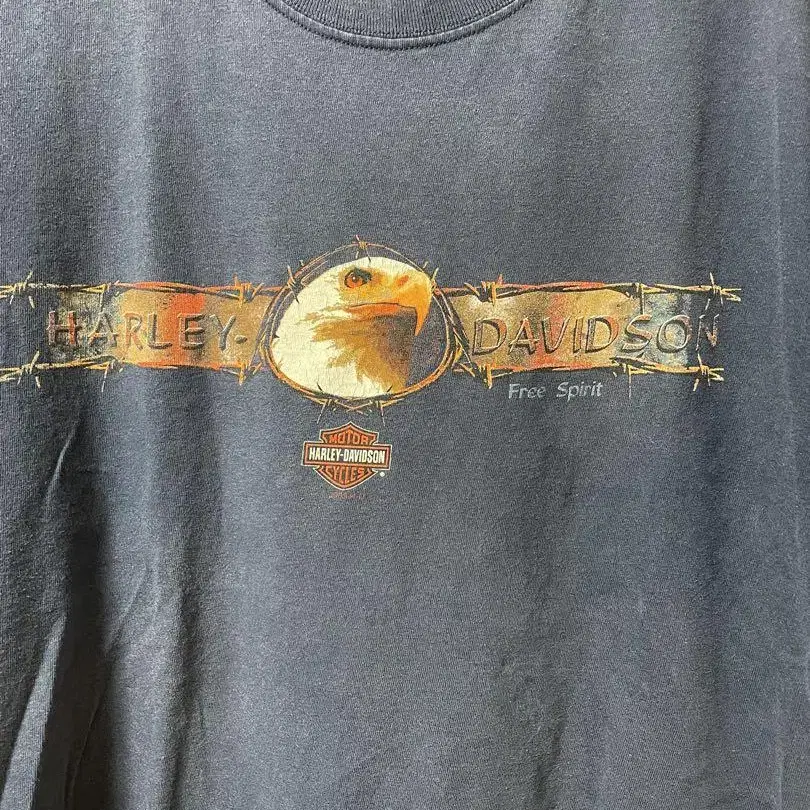 HARLEY-DAVIDSON
Free Spirit
MOTOR
HARLEY-DAVIDSON
CYCLES
®